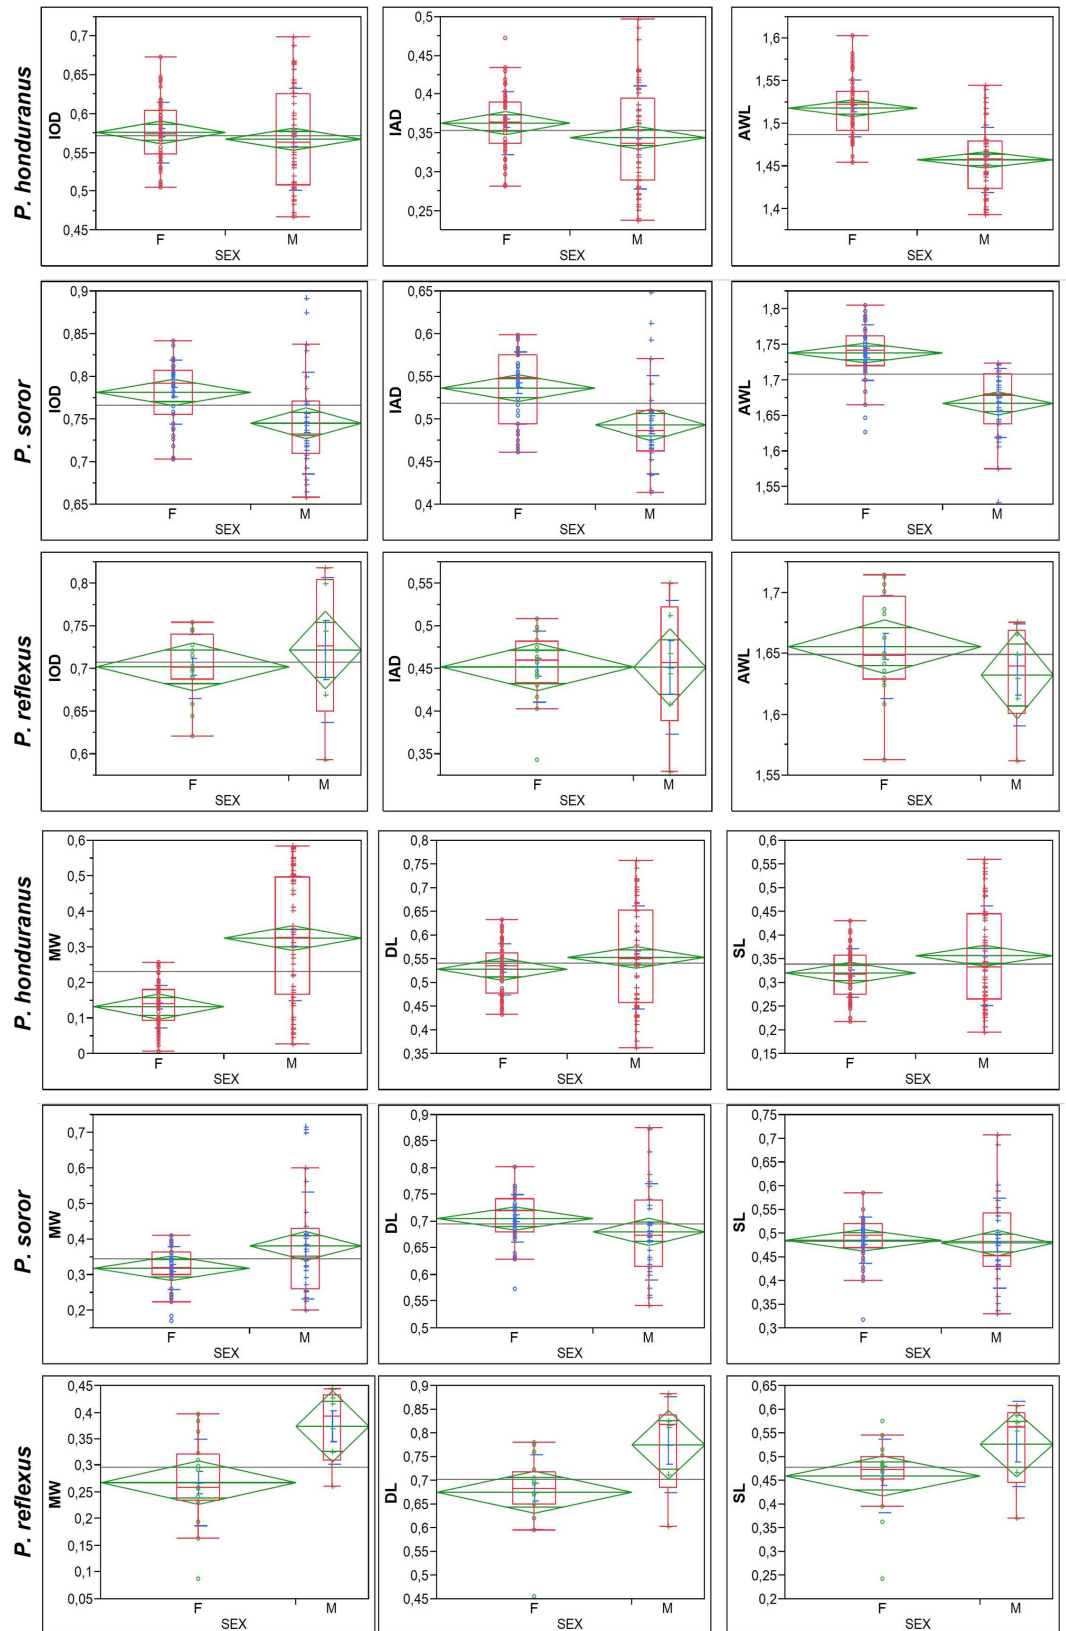 P. honduranus
IOD
0,7
0,65
0,6
0,55
0,5
0,45
F M
SEX
IAD
0,5
0,4
0,35
0,3
0,25
F M
SEX
AWL
1,6
1,55
1,5
1,45
1,4
F M
SEX
P. soror
IOD
0,9
0,85
0,8
0,75
0,7
0,65
F M
SEX
IAD
0,65
0,6
0,55
0,5
0,45
0,4
F M
SEX
AWL
1,8
1,75
1,7
1,65
1,6
1,55
F M
SEX
P. reflexus
IOD
0,8
0,75
0,7
0,65
0,6
F M
SEX
IAD
0,55
0,5
0,45
0,4
0,35
F M
SEX
AWL
1,7
1,65
1,6
1,55
F M
SEX
P. honduranus
MW
0,6
0,5
0,4
0,3
0,2
0,1
0
F M
SEX
DL
0,8
0,7
0,6
0,55
0,5
0,45
0,4
0,35
F M
SEX
SL
0,6
0,55
0,5
0,45
0,4
0,35
0,3
0,25
0,2
0,15
F M
SEX
P. soror
MW
0,7
0,6
0,5
0,4
0,3
0,2
F M
SEX
DL
0,9
0,8
0,75
0,7
0,65
0,6
0,55
0,5
F M
SEX
SL
0,75
0,7
0,65
0,6
0,55
0,5
0,45
0,4
0,35
0,3
F M
SEX
P. reflexus
MW
0,45
0,4
0,35
0,3
0,25
0,2
0,15
0,1
0,05
F M
SEX
DL
0,9
0,8
0,75
0,7
0,65
0,6
0,55
0,45
F M
SEX
SL
0,65
0,6
0,55
0,5
0,45
0,4
0,35
0,3
0,25
0,2
F M
SEX